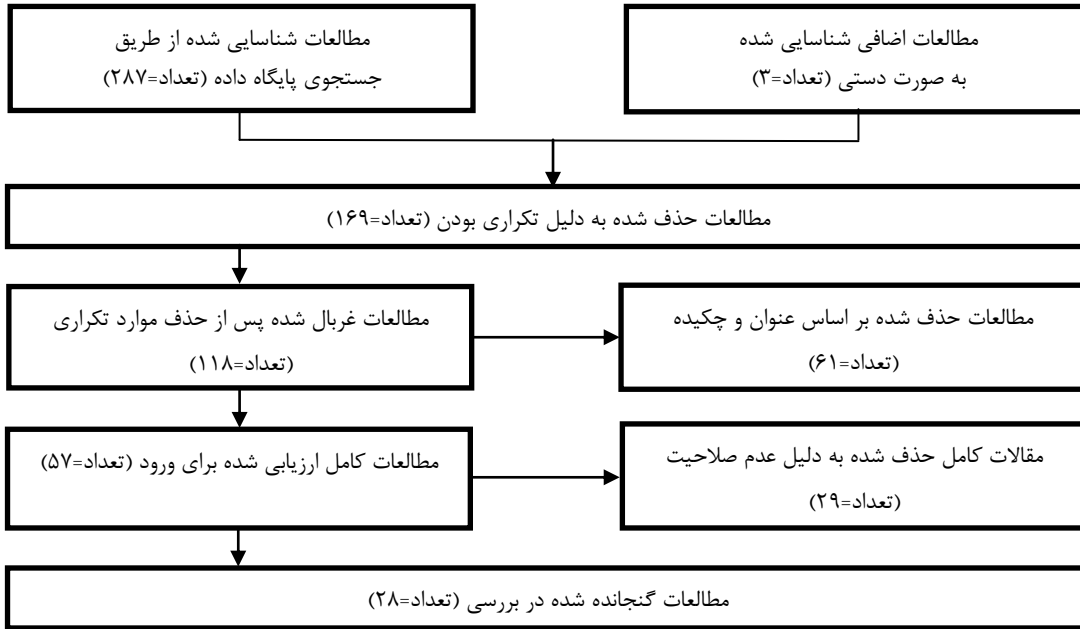 مطالعات شناسایی شده از طریق
جستجوی پایگاه داده (تعداد=۲۸۷)
مطالعات اضافی شناسایی شده
به صورت دستی (تعداد=۳)
مطالعات حذف شده به دلیل تکراری بودن (تعداد=۱۶۹)
مطالعات غربال شده پس از حذف موارد تکراری
(تعداد=۱۱۸)
مطالعات حذف شده بر اساس عنوان و چکیده
(تعداد=۶۱)
مطالعات کامل ارزیابی شده برای ورود (تعداد=۵۷)
مقالات کامل حذف شده به دلیل عدم صلاحیت
(تعداد=۲۹)
مطالعات گنجانده شده در بررسی (تعداد=۲۸)